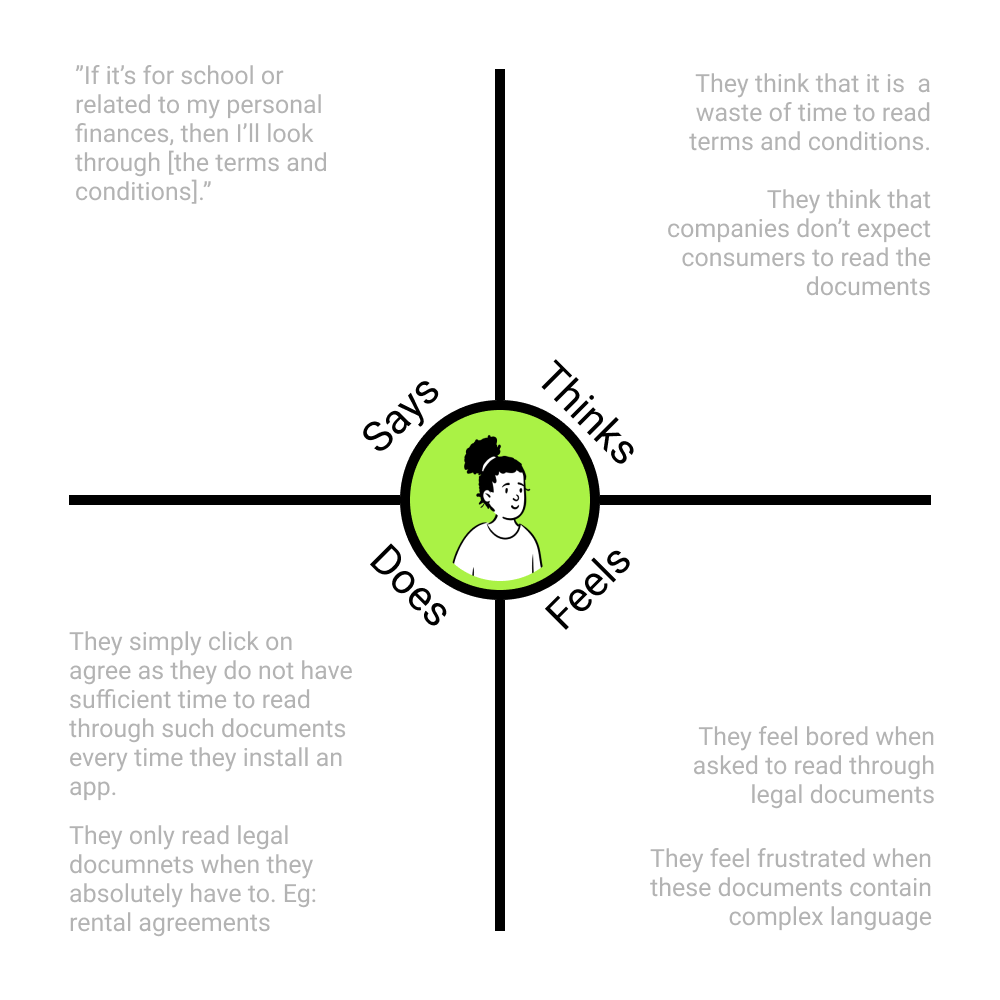 ”If it’s for school or
related to my personal
finances, then I’ll look
through [the terms and
conditions].”
They think that it is  a
waste of time to read
terms and conditions.
They think that
companies don’t expect
consumers to read the
documents
Says
Thinks
Does
Feels
They simply click on
agree as they do not have
sufficient time to read
through such documents
every time they install an
app.
They only read legal
documnets when they
absolutely have to. Eg:
rental agreements
They feel bored when
asked to read through
legal documents
They feel frustrated when
these documents contain
complex language